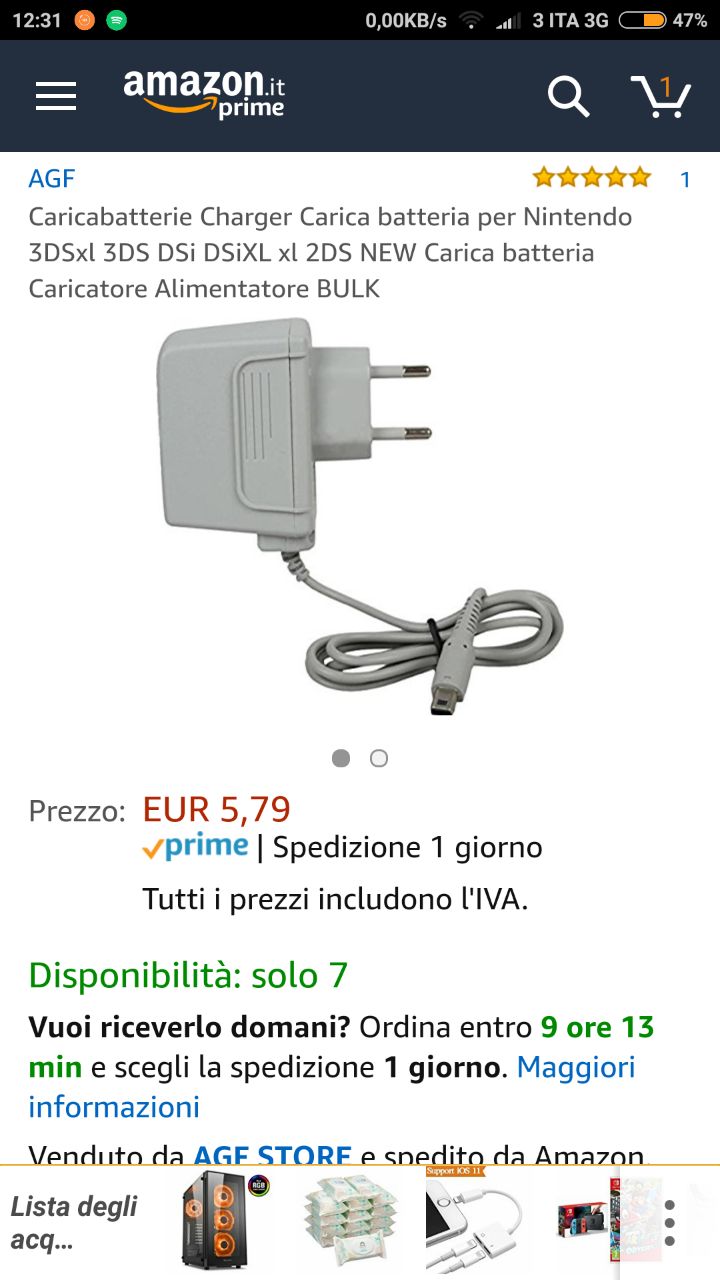 12:31 0,00KB/s 3 ITA 3G 47%
amazon.it
prime
1
AGF 1
Caricabatterie Charger Carica batteria per Nintendo
3DSxl 3DS DSi DSiXL xl 2DS NEW Carica batteria
Caricatore Alimentatore BULK
Prezzo: EUR 5,79
prime | Spedizione 1 giorno
Tutti i prezzi includono l'IVA.
Disponibilità: solo 7
Vuoi riceverlo domani? Ordina entro 9 ore 13
min e scegli la spedizione 1 giorno. Maggiori
informazioni
Venduto da AGF STORE e spedito da Amazon.
Support iOS 11
RGB
Lista degli
acq...